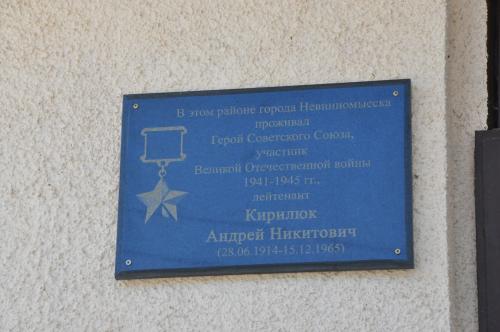 В этом районе города Невинномысска
проживал
Герой Советского Союза,
участник
Великой Отечественной войны
1941-1945 гг.,
лейтенант
Кирилюк
Андрей Никитович
(28.06.1914-15.12.1965)